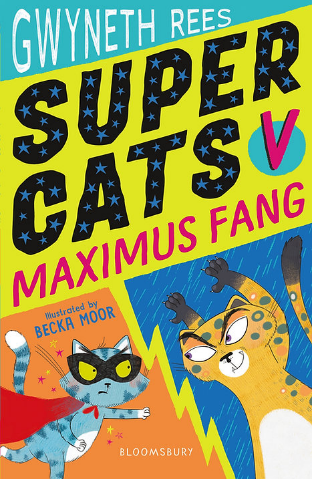 GWYNETH REES
SUPER
CATS V
MAXIMUS FANG
Illustrated by
BECKA MOOR
BLOOMSBURY